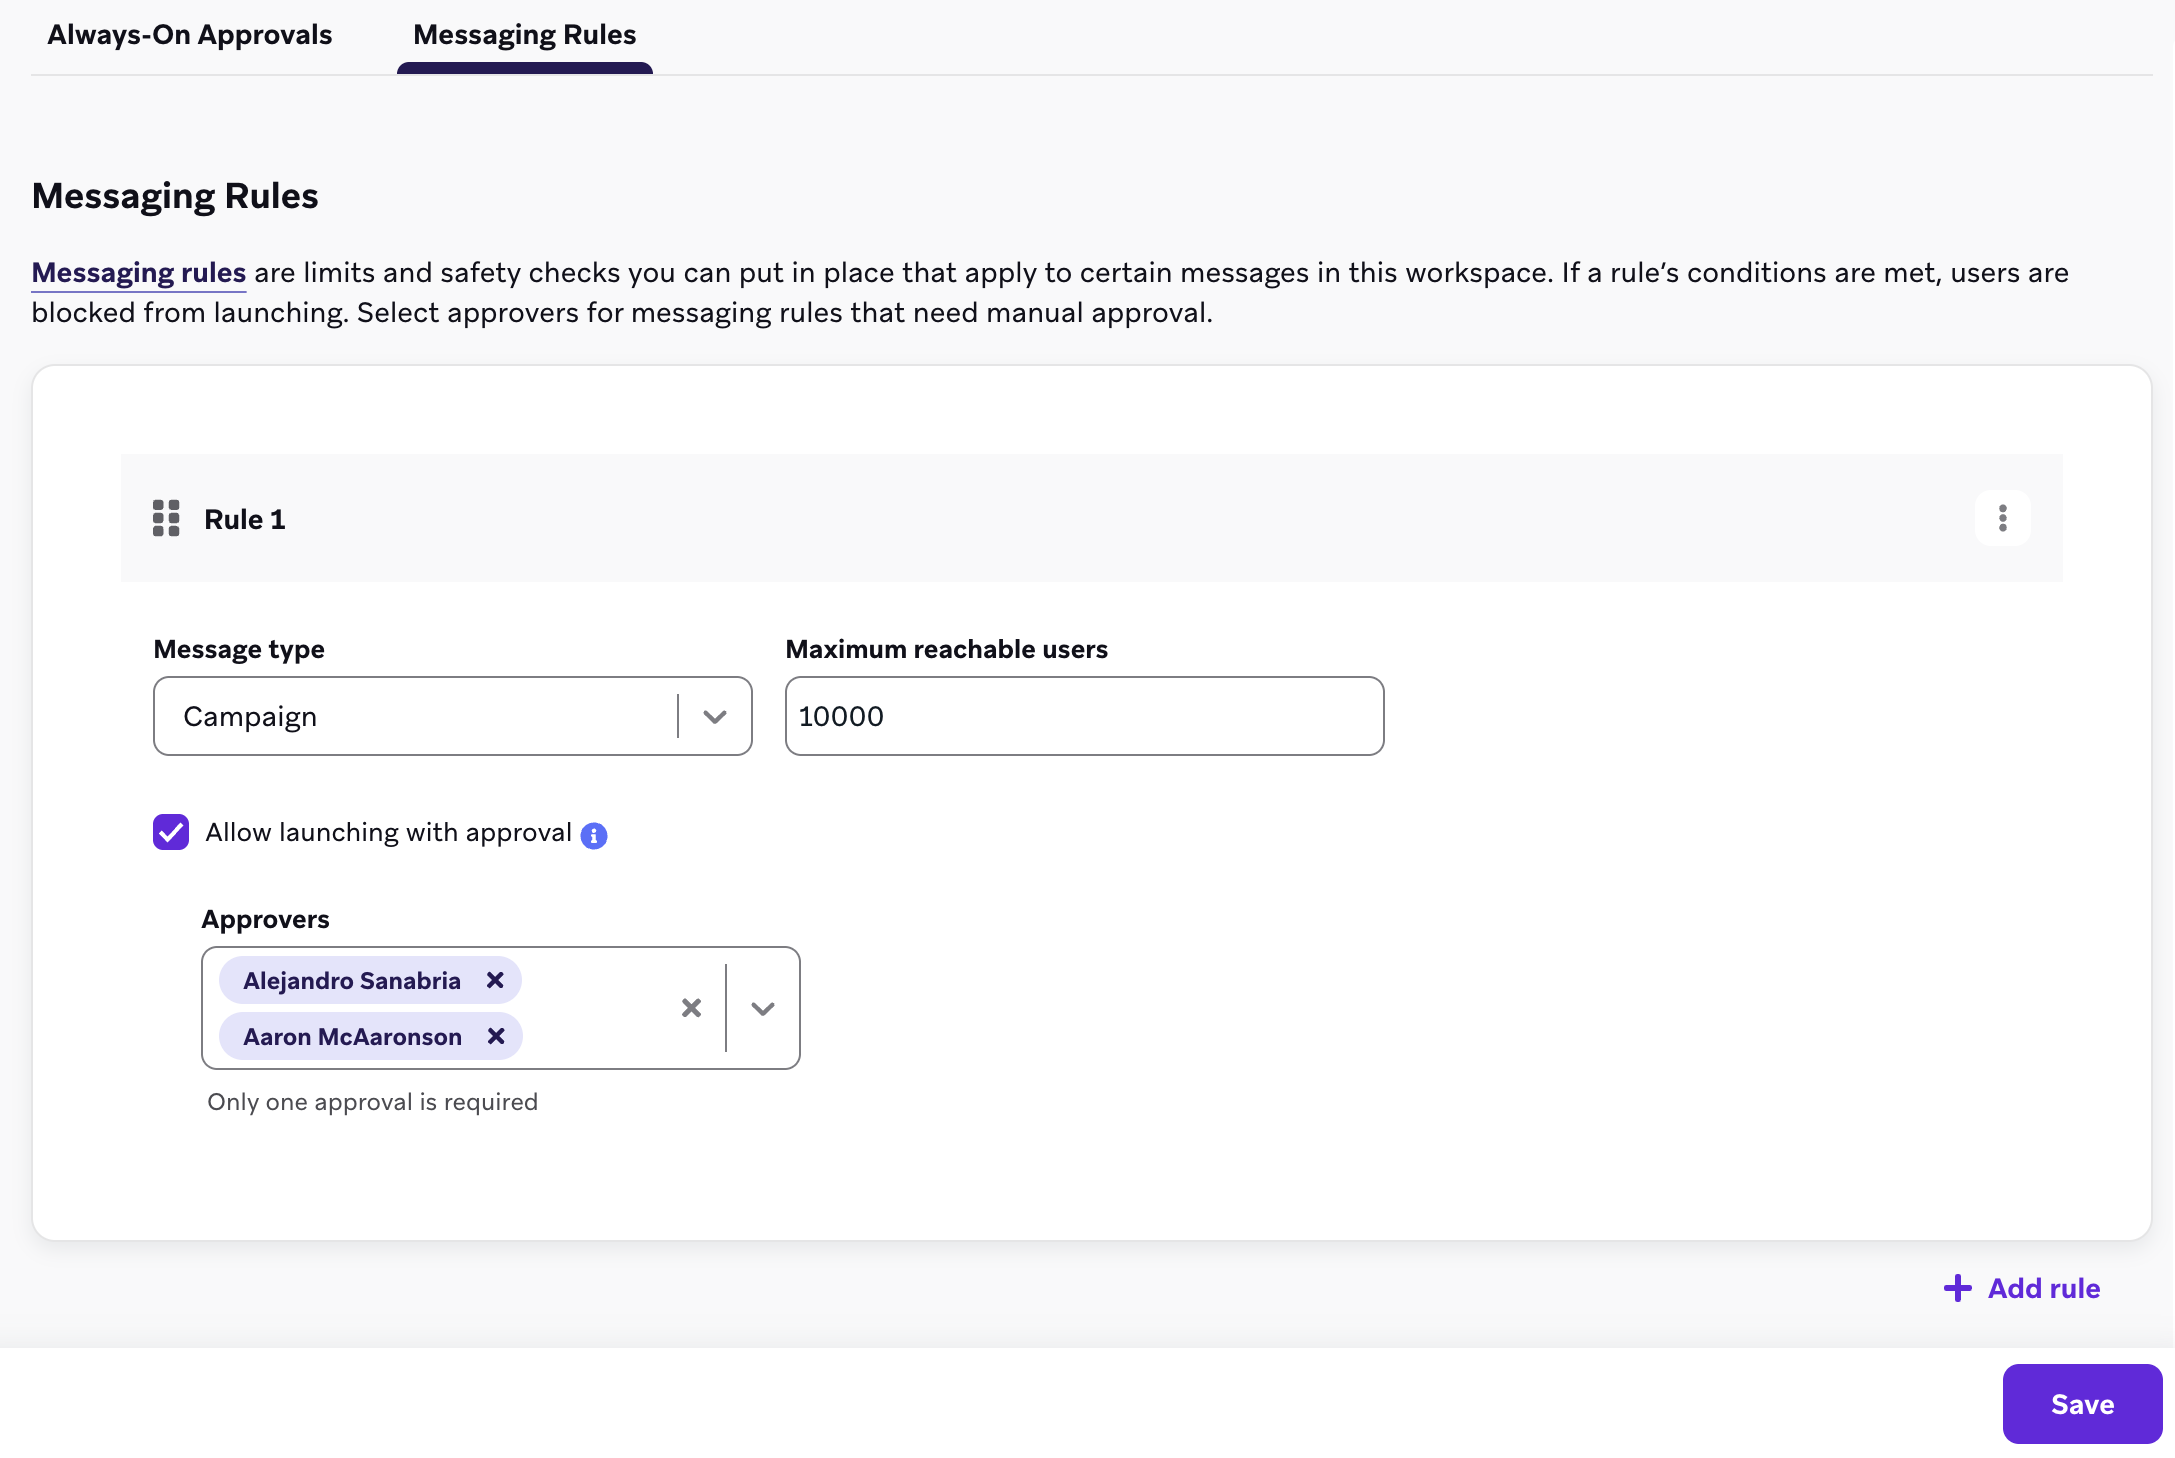 Always-On Approvals
Messaging Rules
Messaging Rules
Messaging rules are limits and safety checks you can put in place that apply to certain messages in this workspace. If a rule’s conditions are met, users are
blocked from launching. Select approvers for messaging rules that need manual approval.
Rule 1
Message type
Maximum reachable users
Campaign
10000
Allow launching with approval
Approvers
Alejandro Sanabria
Aaron McAaronson
Only one approval is required
Add rule
Save